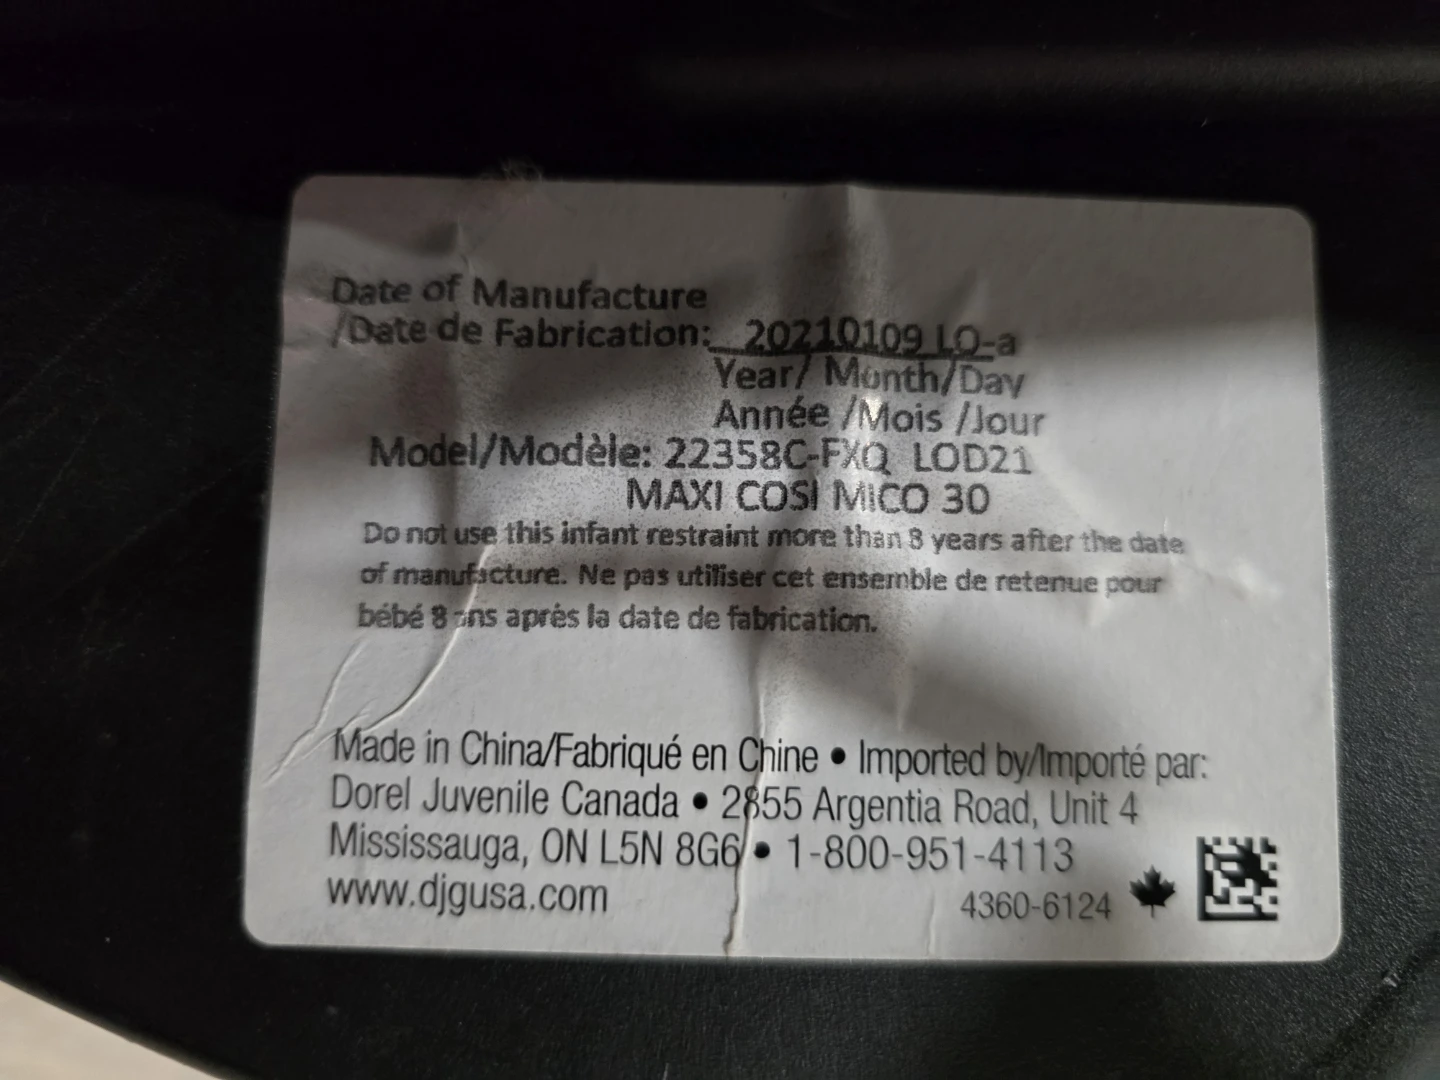 Date of Manufacture
/Date de Fabrication: 20210109 LO-a
Year/ Month/Day
Année /Mois /Jour
Model/Modèle: 22358C-FXQ LOD21
MAXI COSI MICO 30
Do not use this infant restraint more than 8 years after the date
of manufacture. Ne pas utiliser cet ensemble de retenue pour
bébé 8 ans après la date de fabrication.
Made in China/Fabriqué en Chine • Imported by/Importé par:
Dorel Juvenile Canada • 2855 Argentia Road, Unit 4
Mississauga, ON L5N 8G6 • 1-800-951-4113
www.djgusa.com
4360-6124